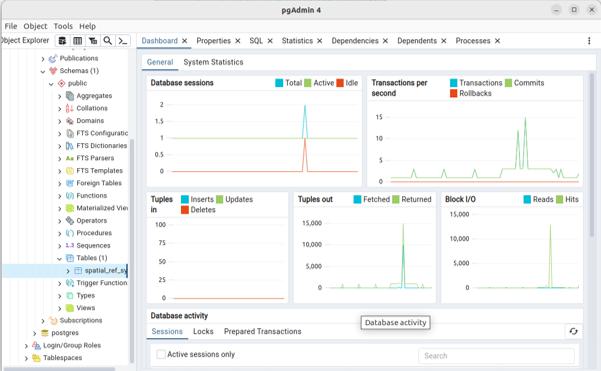 pgAdmin 4
File Object Tools Help
Object Explorer
Dashboard Properties SQL Statistics Dependencies Dependents Processes
General System Statistics
Publications
Schemas (1)
public
Aggregates
Collations
Domains
FTS Configuratic
FTS Dictionaries
FTS Parsers
FTS Templates
Foreign Tables
Functions
Materialized Viev
Operators
Procedures
1.3 Sequences
Tables (1)
spatial_ref_sy
Trigger Function
Types
Views
Subscriptions
postgres
Login/Group Roles
Tablespaces
Database sessions
Total Active Idle
2
1.5
1
0.5
0
Transactions per second
Transactions Commits
Rollbacks
15
10
5
0
Tuples in
Inserts Updates
Deletes
100
75
50
25
0
Tuples out
Fetched Returned
15,000
10,000
5,000
0
Block I/O
Reads Hits
15,000
10,000
5,000
0
Database activity
Database activity
Sessions Locks Prepared Transactions
Active sessions only
Search